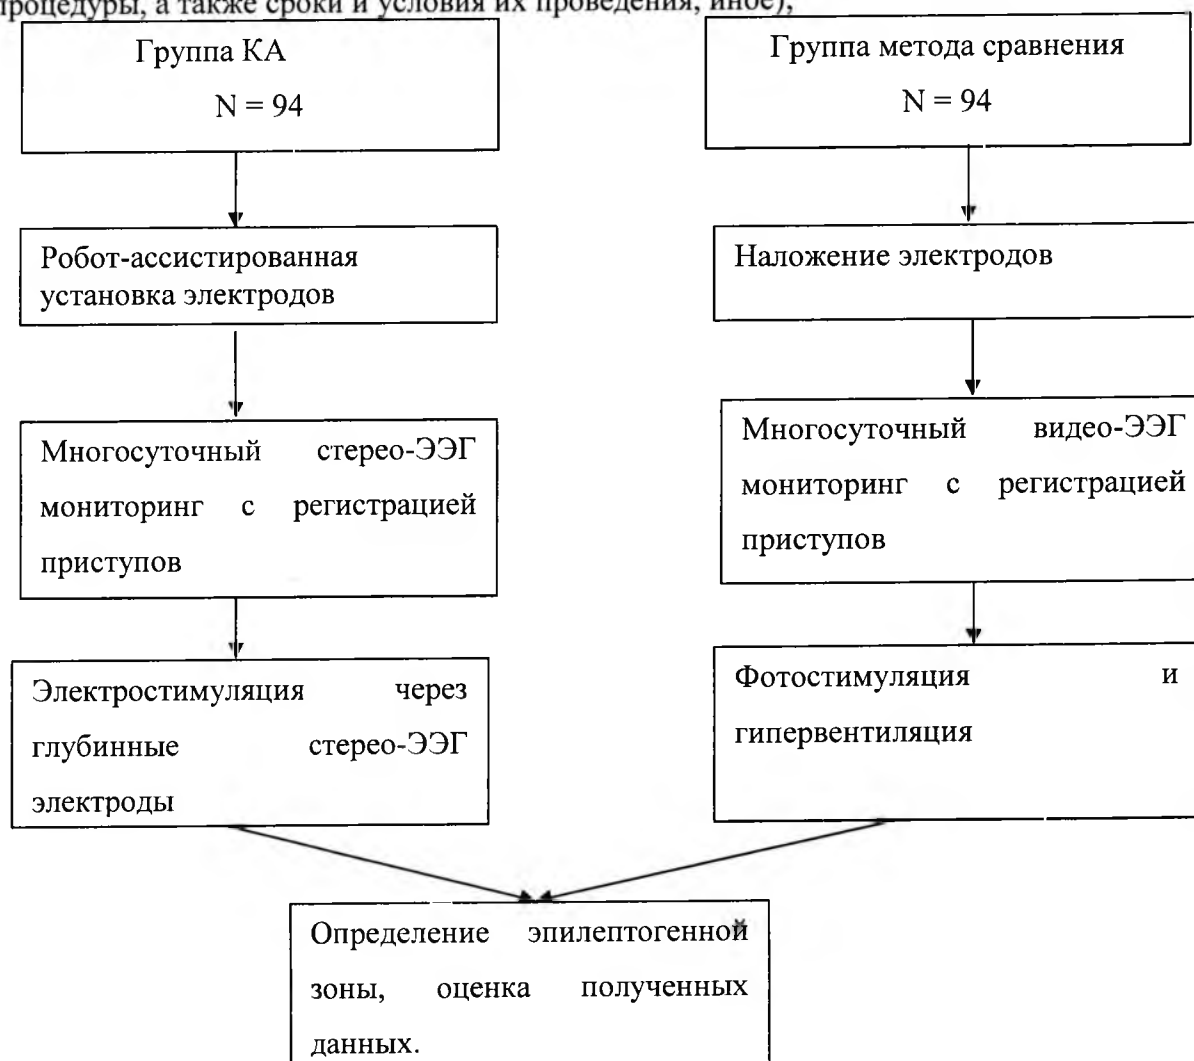 процедуры, а также сроки и условия их проведения, иное);
Группа КА
N = 94
Группа метода сравнения
N = 94
Робот-ассистированная
установка электродов
Наложение электродов
Многосуточный стерео-ЭЭГ
мониторинг с регистрацией
приступов
Многосуточный видео-ЭЭГ
мониторинг с регистрацией
приступов
Электростимуляция через
глубинные стерео-ЭЭГ
электроды
Фотостимуляция и
гипервентиляция
Определение эпилептогенной
зоны, оценка полученных
данных.